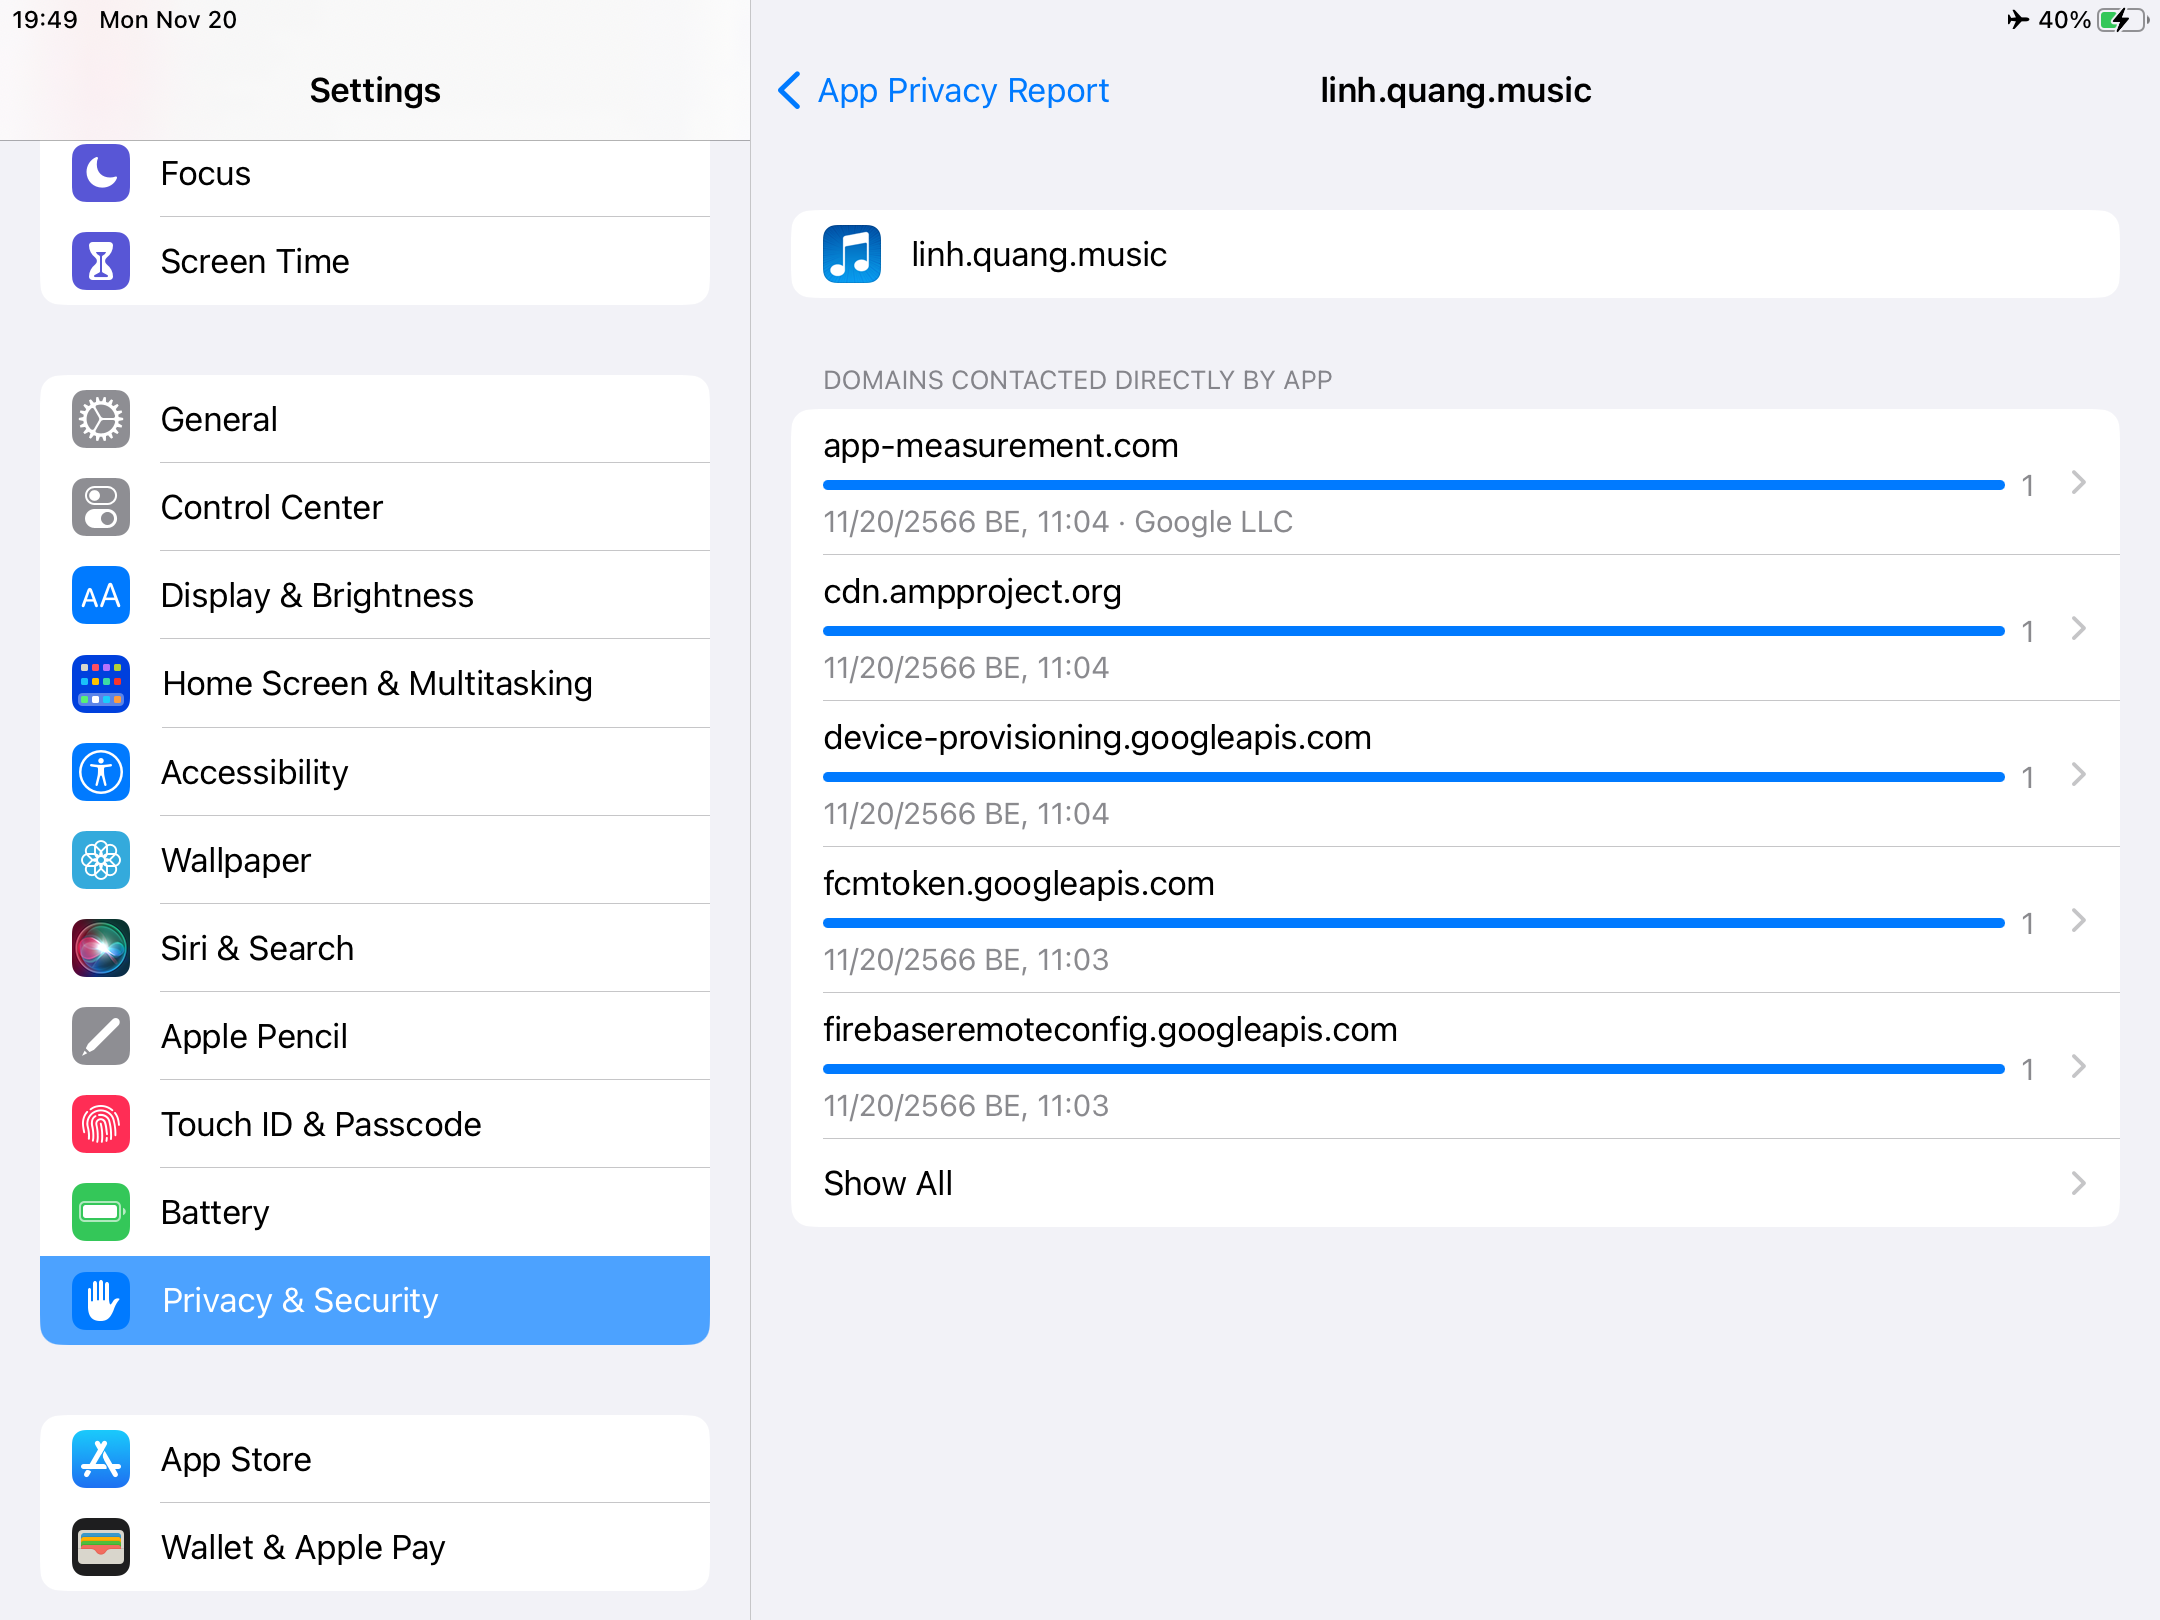 19:49 Mon Nov 20
40%
Settings
Focus
Screen Time
General
Control Center
AA Display & Brightness
Home Screen & Multitasking
Accessibility
Wallpaper
Siri & Search
Apple Pencil
Touch ID & Passcode
Battery
Privacy & Security
App Store
Wallet & Apple Pay
App Privacy Report
linh.quang.music
linh.quang.music
DOMAINS CONTACTED DIRECTLY BY APP
app-measurement.com
1
11/20/2566 BE, 11:04 · Google LLC
cdn.ampproject.org
1
11/20/2566 BE, 11:04
device-provisioning.googleapis.com
1
11/20/2566 BE, 11:04
fcmtoken.googleapis.com
1
11/20/2566 BE, 11:03
firebaseremoteconfig.googleapis.com
1
11/20/2566 BE, 11:03
Show All